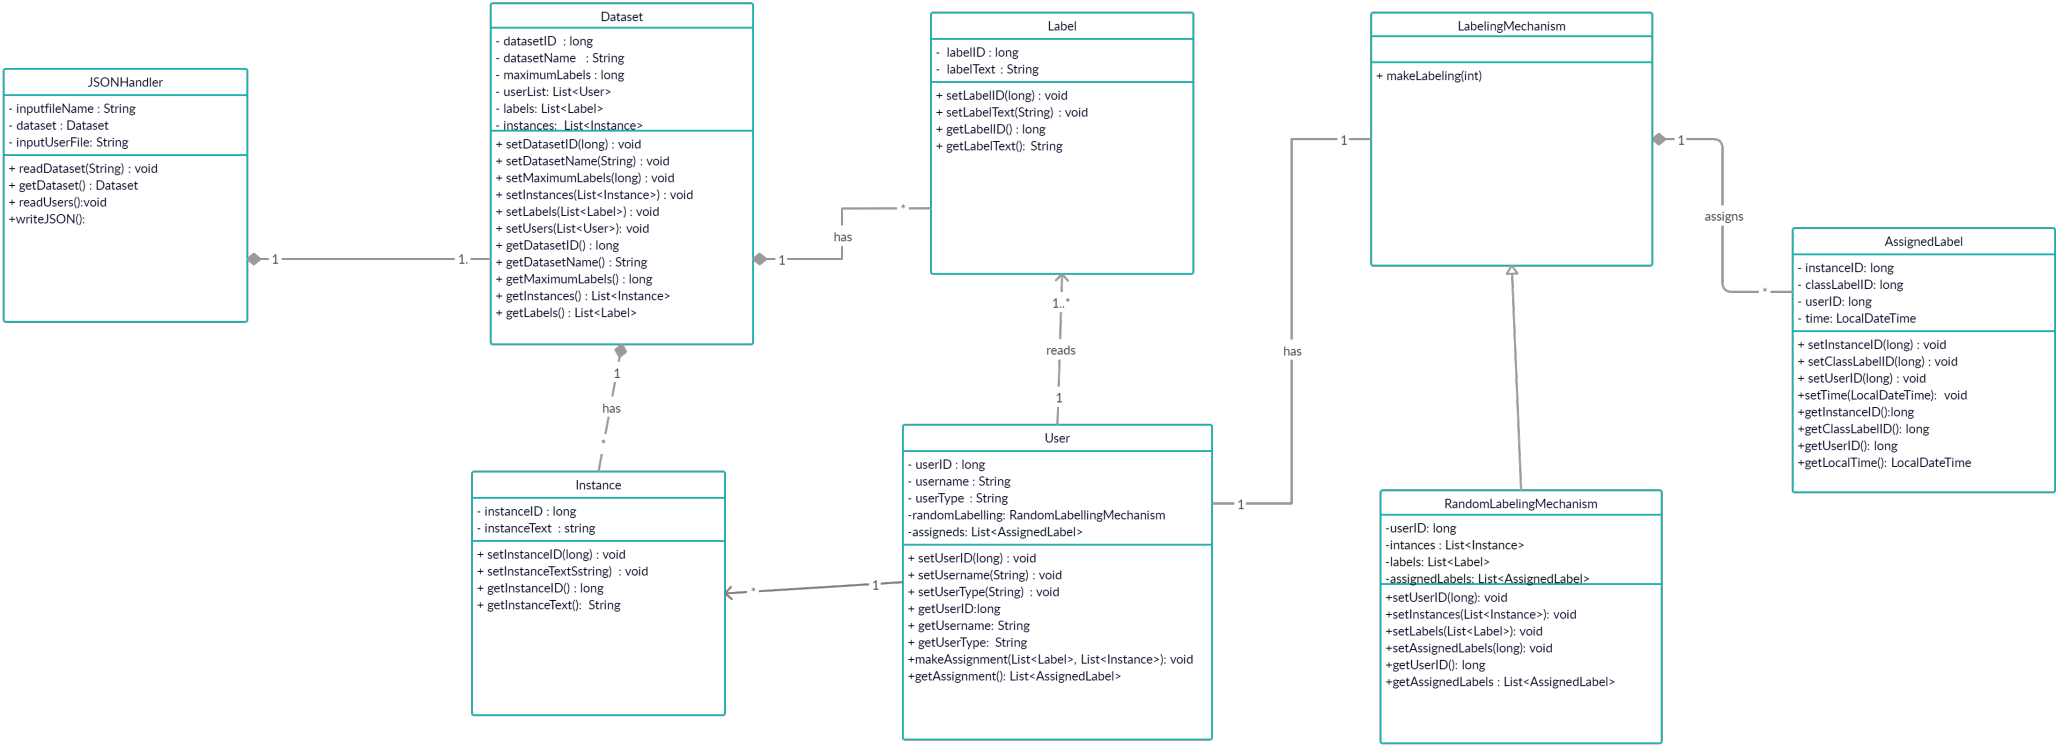 JSONHandler
- inputfileName : String
- dataset : Dataset
- inputUserFile: String
+ readDataset(String) : void
+ getDataset() : Dataset
+ readUsers():void
+writeJSON():
1
1.
Dataset
- datasetID  : long
- datasetName   : String
- maximumLabels : long
- userList: List<User>
- labels: List<Label>
- instances:  List<Instance>
+ setDatasetID(long) : void
+ setDatasetName(String) : void
+ setMaximumLabels(long) : void
+ setInstances(List<Instance>) : void
+ setLabels(List<Label>) : void
+ setUsers(List<User>): void
+ getDatasetID() : long
+ getDatasetName() : String
+ getMaximumLabels() : long
+ getInstances() : List<Instance>
+ getLabels() : List<Label>
1
has
*
1
has
*
Instance
- instanceID : long
- instanceText  : string
+ setInstanceID(long) : void
+ setInstanceTextSstring)  : void
+ getInstanceID() : long
+ getInstanceText():  String
*
1
Label
-  labelID : long
-  labelText : String
+ setLabelID(long) : void
+ setLabelText(String) : void
+ getLabelID() : long
+ getLabelText():  String
1..*
reads
1
User
- userID : long
- username : String
- userType  : String
-randomLabelling: RandomLabellingMechanism
-assigneds: List<AssignedLabel>
+ setUserID(long) : void
+ setUsername(String) : void
+ setUserType(String)  : void
+ getUserID:long
+ getUsername: String
+ getUserType:  String
+makeAssignment(List<Label>, List<Instance>): void
+getAssignment(): List<AssignedLabel>
1
has
1
LabelingMechanism
+ makeLabeling(int)
1
assigns
*
RandomLabelingMechanism
-userID: long
-intances : List<Instance>
-labels: List<Label>
-assignedLabels: List<AssignedLabel>
+setUserID(long): void
+setInstances(List<Instance>): void
+setLabels(List<Label>): void
+setAssignedLabels(long): void
+getUserID(): long
+getAssignedLabels : List<AssignedLabel>
AssignedLabel
- instanceID: long
- classLabelID: long
- userID: long
- time: LocalDateTime
+ setInstanceID(long) : void
+ setClassLabelID(long) : void
+ setUserID(long) : void
+setTime(LocalDateTime):  void
+getInstanceID():long
+getClassLabelID(): long
+getUserID(): long
+getLocalTime():  LocalDateTime